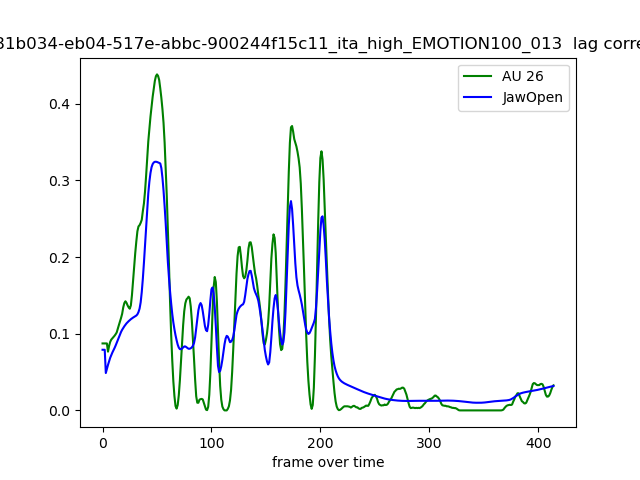 31b034-eb04-517e-abbc-900244f15c11_ita_high_EMOTION100_013 lag corre
AU 26
JawOpen
0.4
0.3
0.2
0.1
0.0
0 100 200 300 400
frame over time